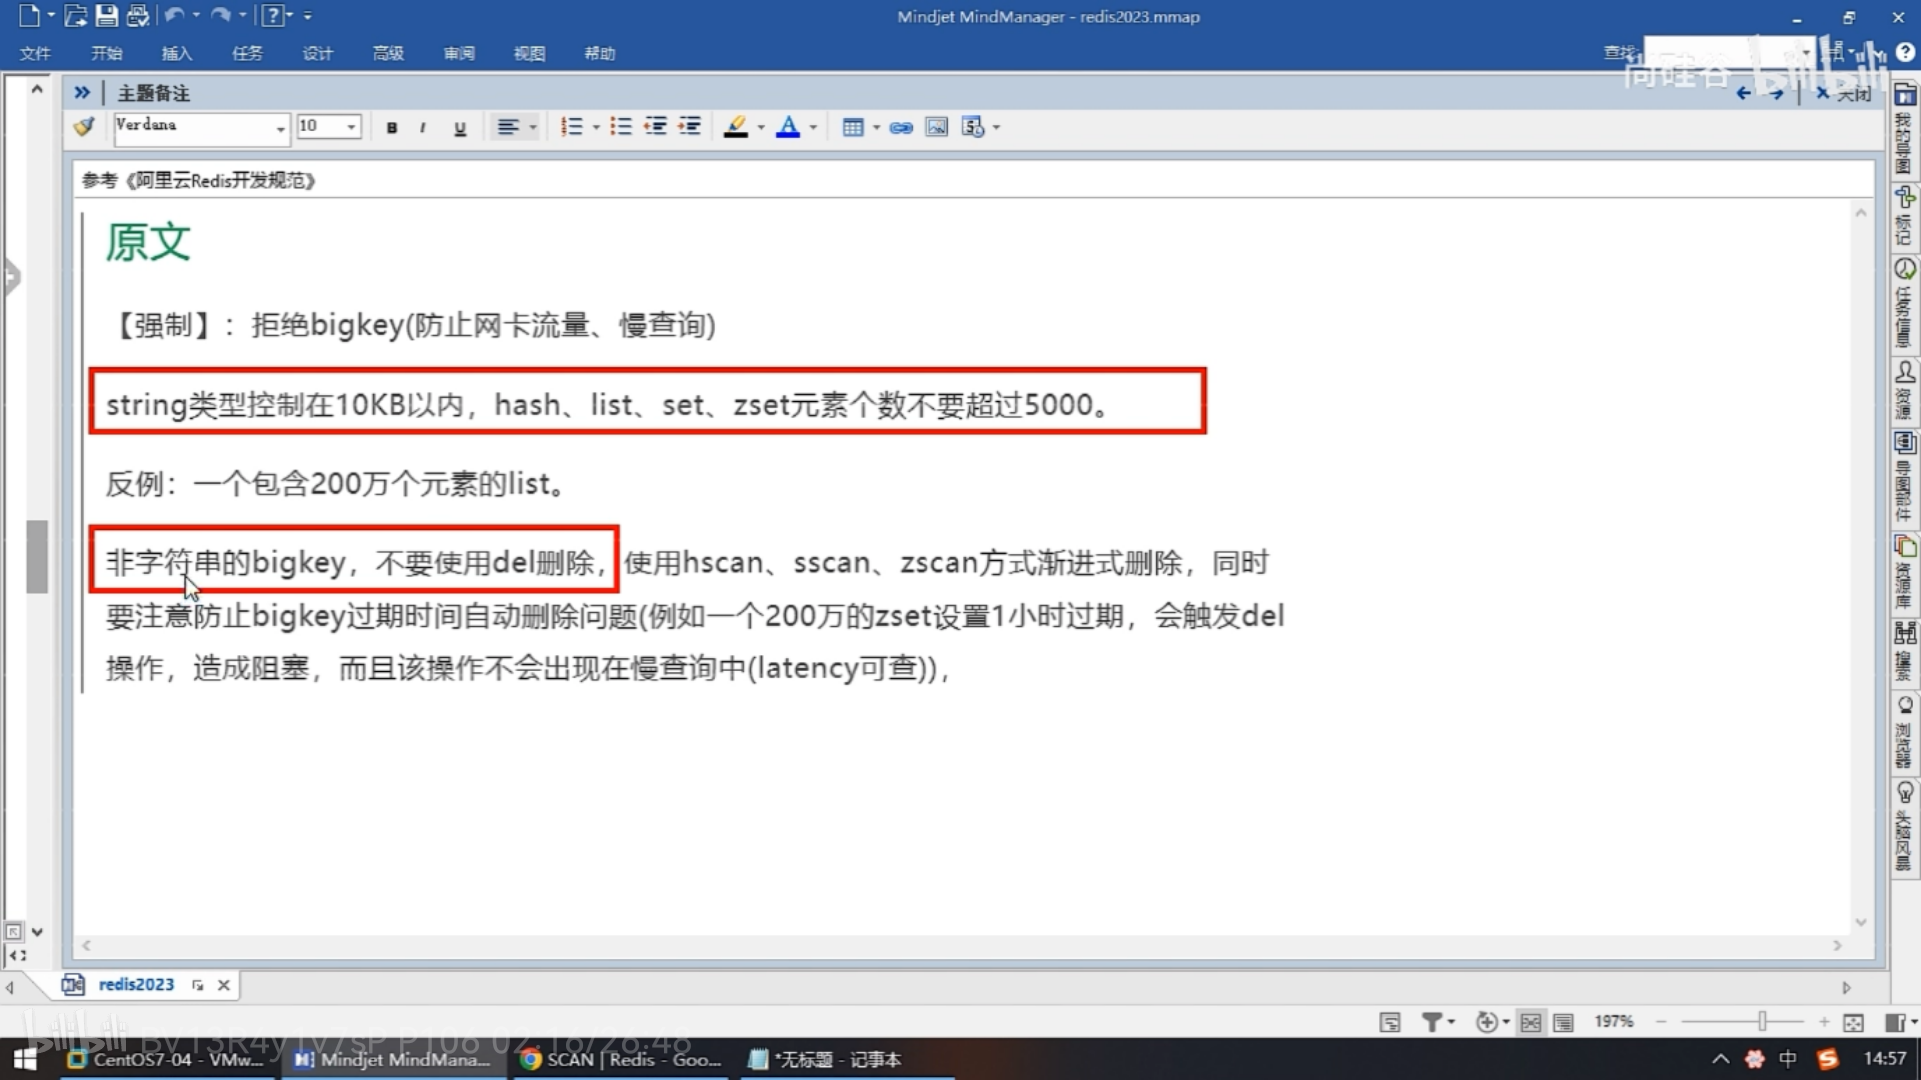 Mindjet MindManager - redis2023.mmap
文件 开始 插入 任务 设计 高级 审阅 视图 帮助
查找
尚硅谷 bilibili
主题备注
关闭
Verdana 10 B I U
参考《阿里云Redis开发规范》
原文
【强制】：拒绝bigkey(防止网卡流量、慢查询)
string类型控制在10KB以内，hash、list、set、zset元素个数不要超过5000。
反例：一个包含200万个元素的list。
非字符串的bigkey，不要使用del删除，使用hscan、sscan、zscan方式渐进式删除，同时
要注意防止bigkey过期时间自动删除问题(例如一个200万的zset设置1小时过期，会触发del
操作，造成阻塞，而且该操作不会出现在慢查询中(latency可查))，
我的导图
标记
任务信息
资源
导图部件
资源库
搜索
浏览器
头脑风暴
redis2023
197%
bilibili BV13R4y1v7sP P106 02:16/26:48
CentOS7-04 - VMw...
Mindjet MindMana...
SCAN | Redis - Goo...
*无标题 - 记事本
中
14:57